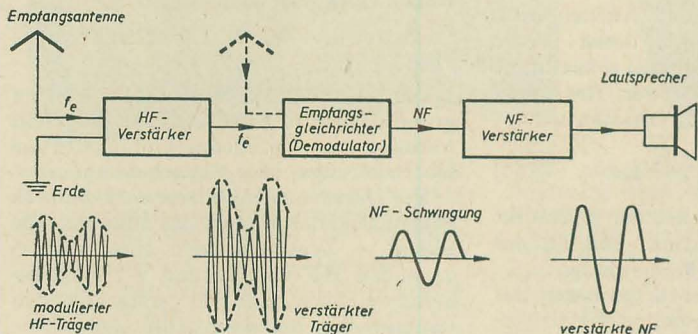 Empfangsantenne
Lautsprecher
fe
HF-
Verstärker
fe
Empfangs-
gleichrichter
(Demodulator)
NF
NF-
Verstärker
Erde
NF-Schwingung
modulierter
HF-Träger
verstärkter
Träger
verstärkte NF